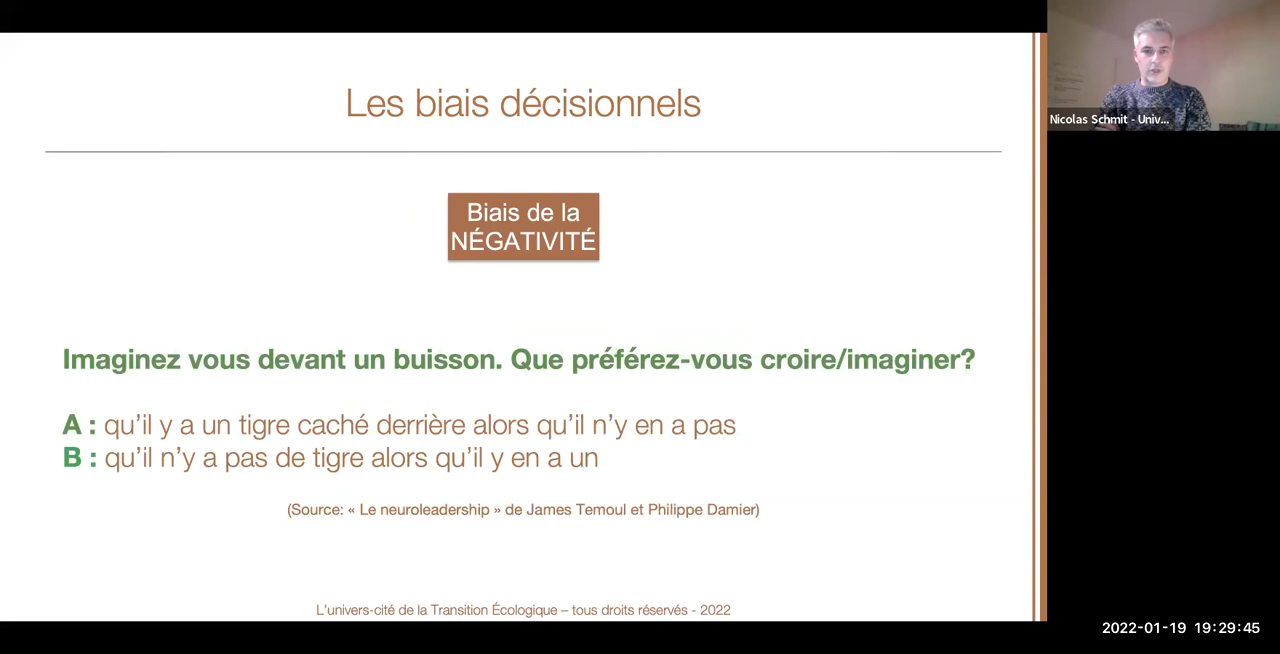 Les biais décisionnels
Biais de la
NÉGATIVITÉ
Imaginez vous devant un buisson. Que préférez-vous croire/imaginer?
A : qu’il y a un tigre caché derrière alors qu’il n’y en a pas
B : qu’il n’y a pas de tigre alors qu’il y en a un
(Source: « Le neuroleadership » de James Temoul et Philippe Damier)
L'univers-cité de la Transition Écologique – tous droits réservés - 2022
Nicolas Schmit - Univ...
2022-01-19 19:29:45